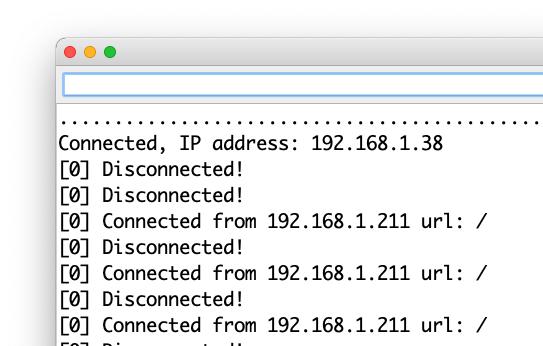 ............................................
Connected, IP address: 192.168.1.38
[0] Disconnected!
[0] Disconnected!
[0] Connected from 192.168.1.211 url: /
[0] Disconnected!
[0] Connected from 192.168.1.211 url: /
[0] Disconnected!
[0] Connected from 192.168.1.211 url: /
[0] Disconnected!